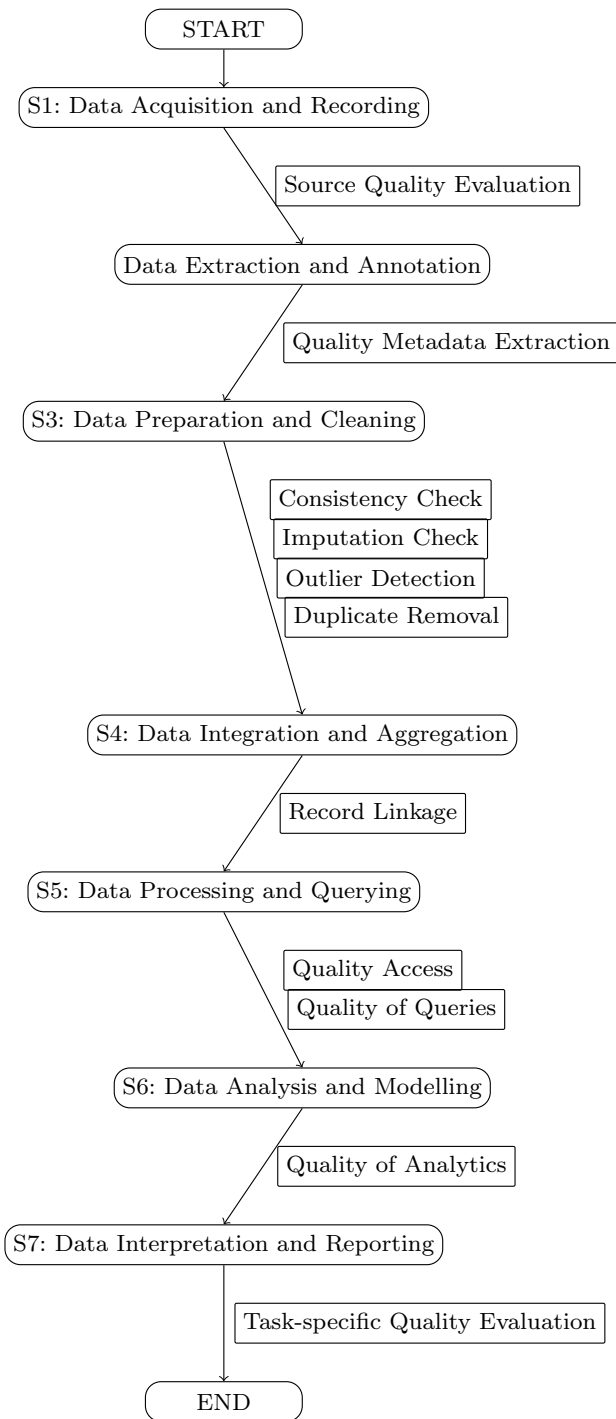 START
S1: Data Acquisition and Recording
Source Quality Evaluation
Data Extraction and Annotation
Quality Metadata Extraction
S3: Data Preparation and Cleaning
Consistency Check
Imputation Check
Outlier Detection
Duplicate Removal
S4: Data Integration and Aggregation
Record Linkage
S5: Data Processing and Querying
Quality Access
Quality of Queries
S6: Data Analysis and Modelling
Quality of Analytics
S7: Data Interpretation and Reporting
Task-specific Quality Evaluation
END